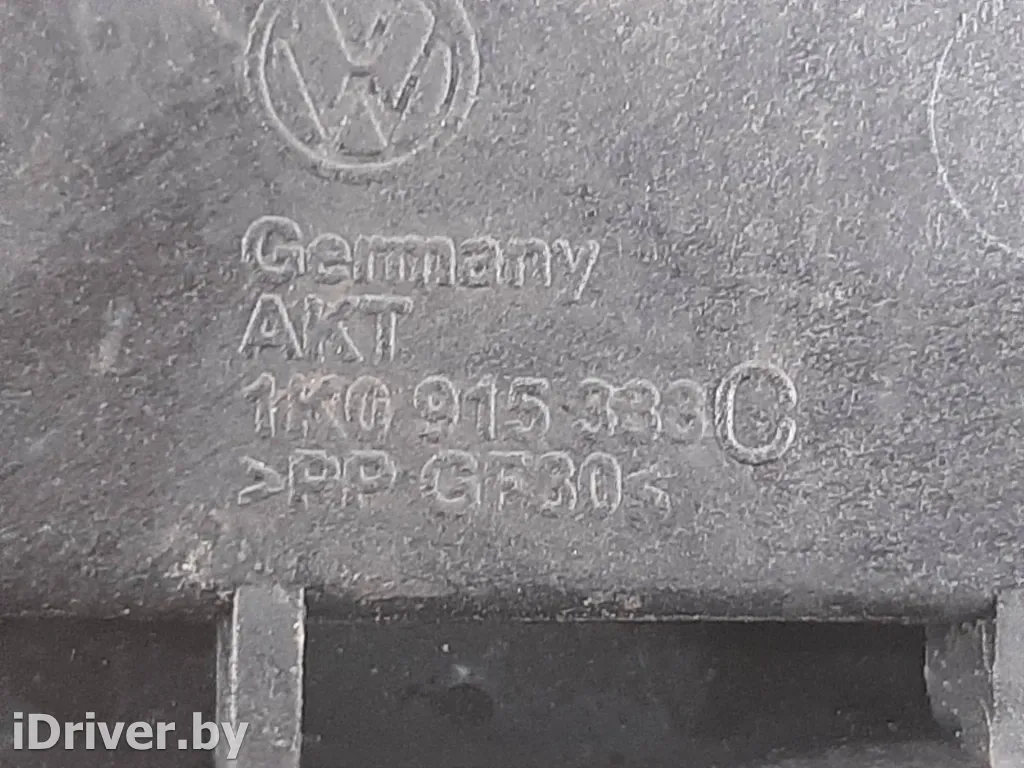 Germany
AKT
1K0 915 333 C
>PP GF30<
iDriver.by